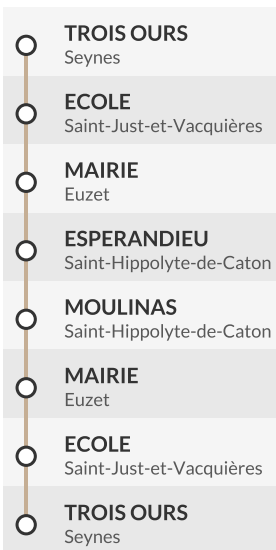 TROIS OURS
Seynes
ECOLE
Saint-Just-et-Vacquières
MAIRIE
Euzet
ESPERANDIEU
Saint-Hippolyte-de-Caton
MOULINAS
Saint-Hippolyte-de-Caton
MAIRIE
Euzet
ECOLE
Saint-Just-et-Vacquières
TROIS OURS
Seynes